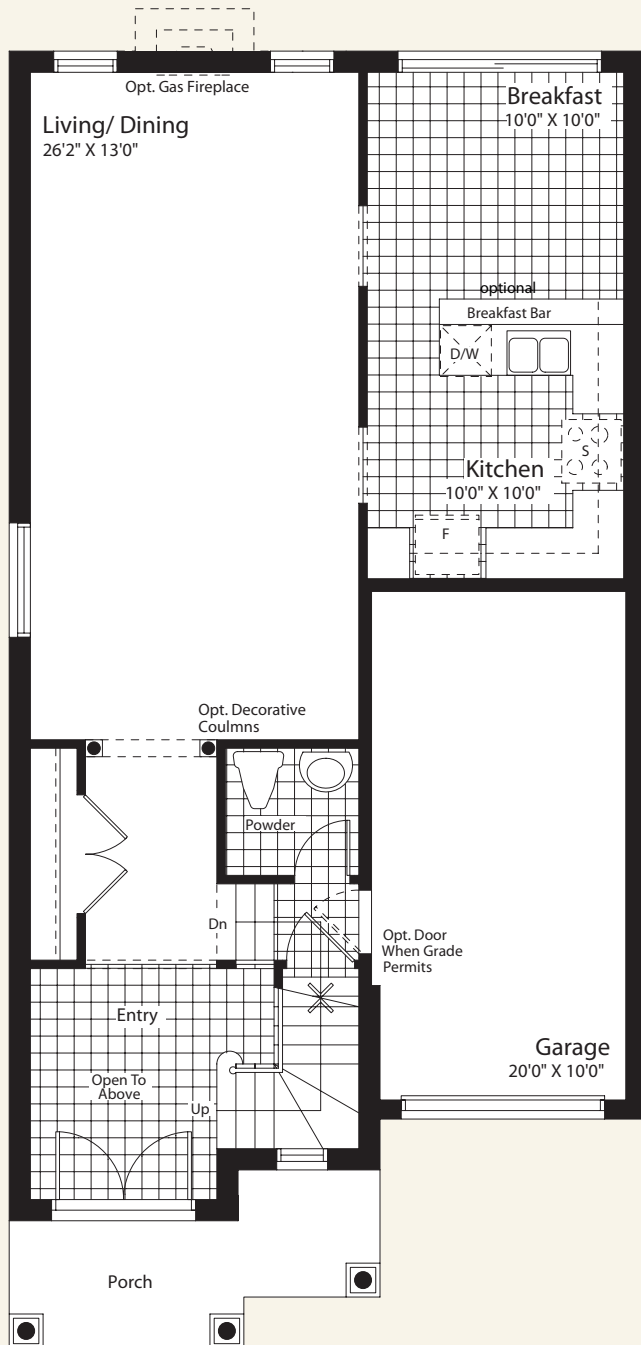 Opt. Gas Fireplace
Living/ Dining
26'2" X 13'0"
Breakfast
10'0" X 10'0"
optional
Breakfast Bar
D/W
S
Kitchen
10'0" X 10'0"
F
Opt. Decorative
Coulmns
Powder
Dn
Opt. Door
When Grade
Permits
Entry
Open To
Above
Up
Garage
20'0" X 10'0"
Porch